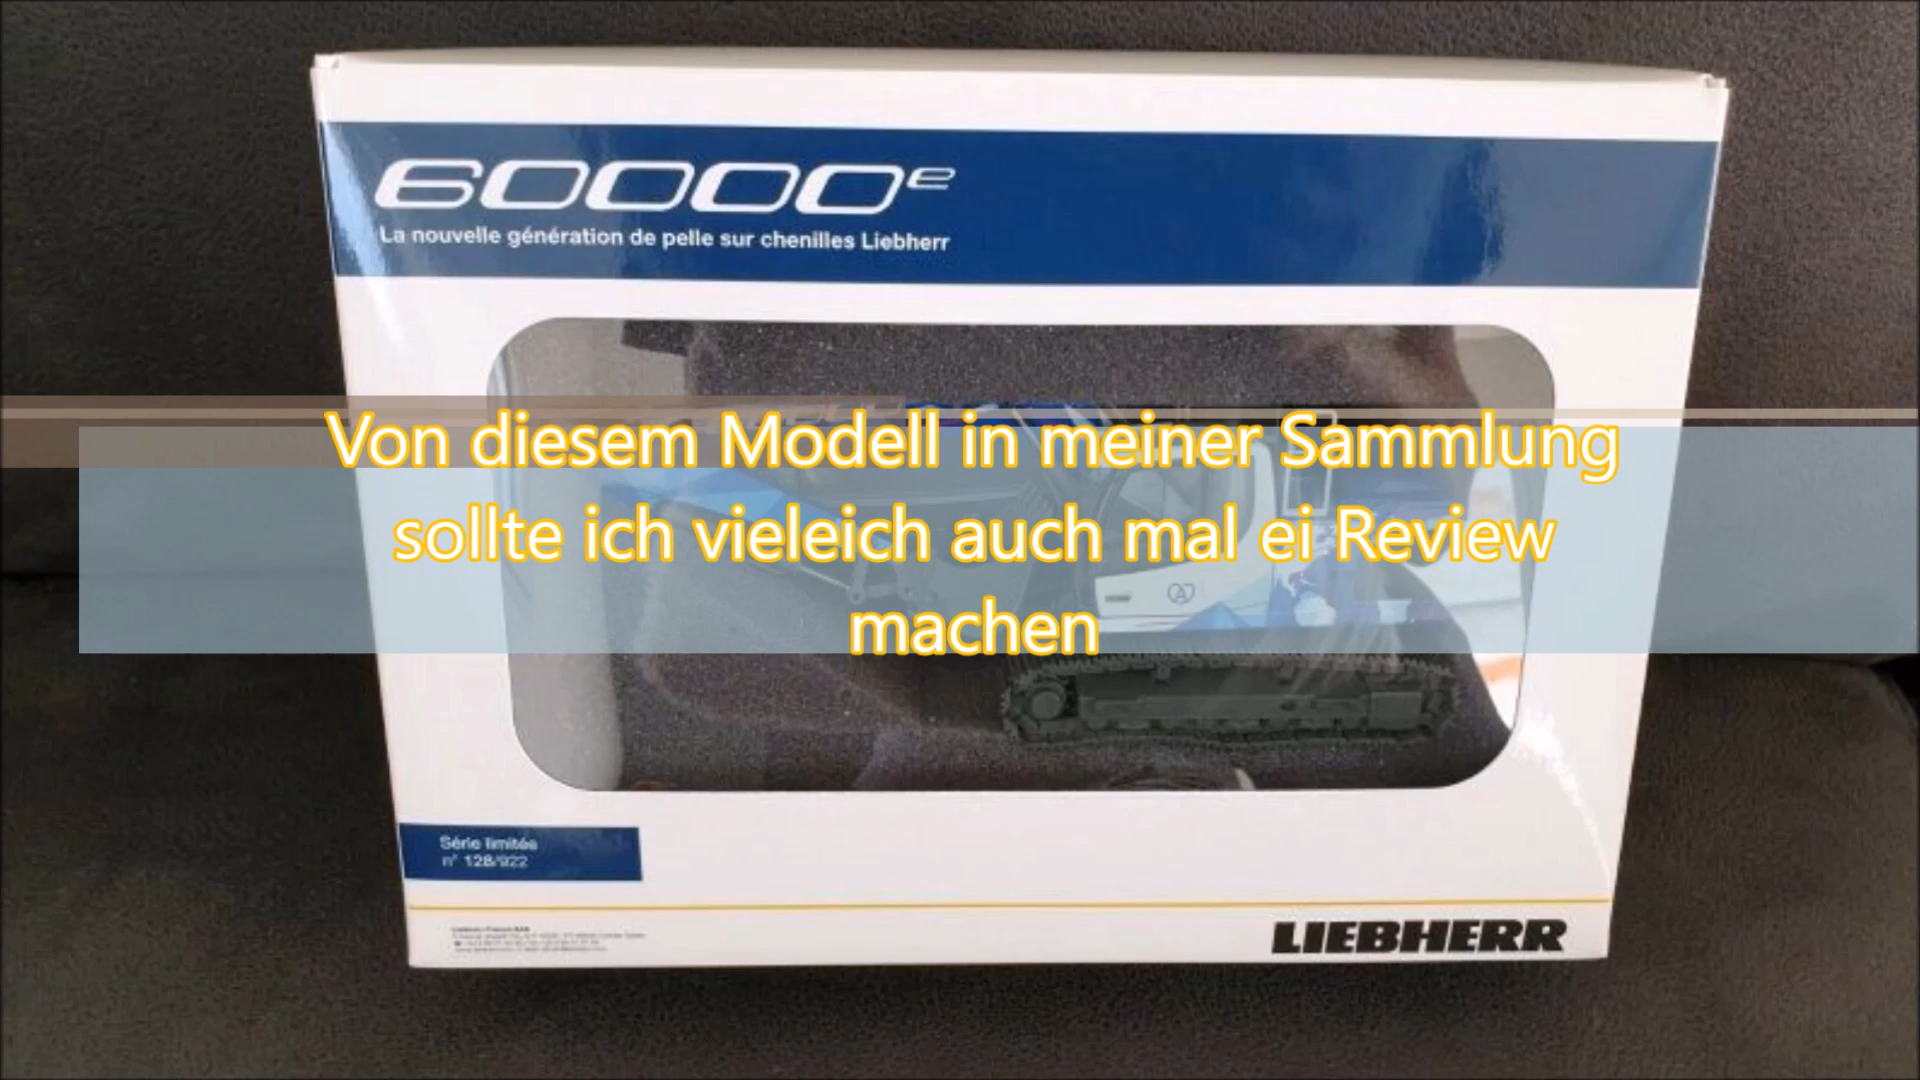 60000e
La nouvelle génération de pelle sur chenilles Liebherr
Von diesem Modell in meiner Sammlung
sollte ich vieleich auch mal ei Review
machen
Série limitée
n° 128/922
LIEBHERR